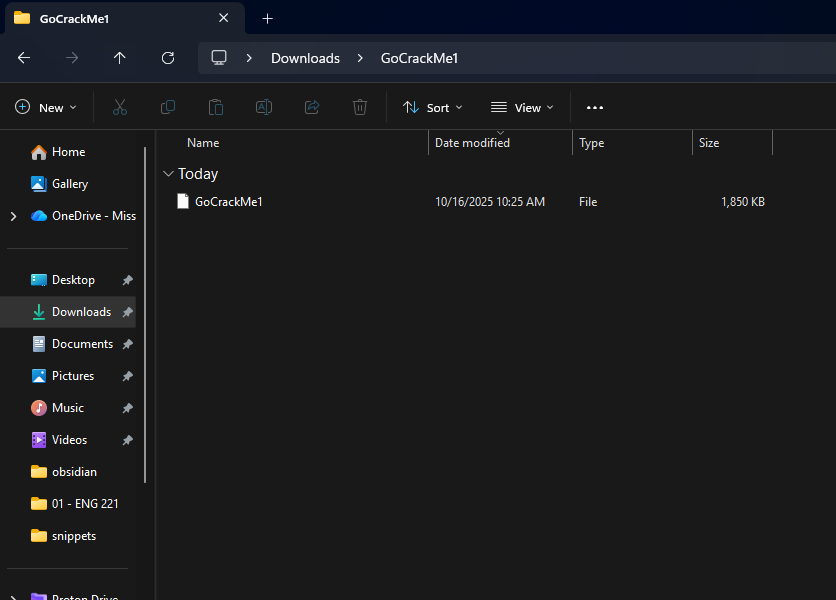 GoCrackMe1
Downloads GoCrackMe1
New Sort View
Name Date modified Type Size
Home
Today
Gallery
GoCrackMe1 10/16/2025 10:25 AM File 1,850 KB
OneDrive - Miss
Desktop
Downloads
Documents
Pictures
Music
Videos
obsidian
01 - ENG 221
snippets
Proton Drive